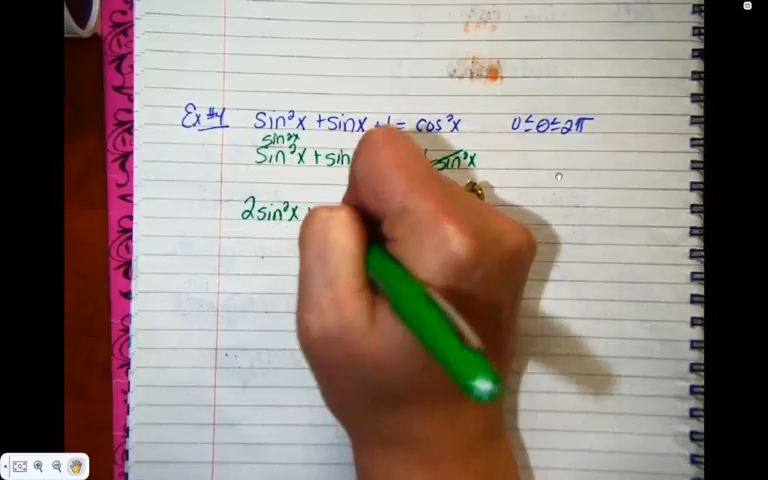 Ex #4 sin²x + sinx + 1 = cos²x 0 ≤ θ ≤ 2π
sin²x
sin²x + sin sin²x
2sin²x